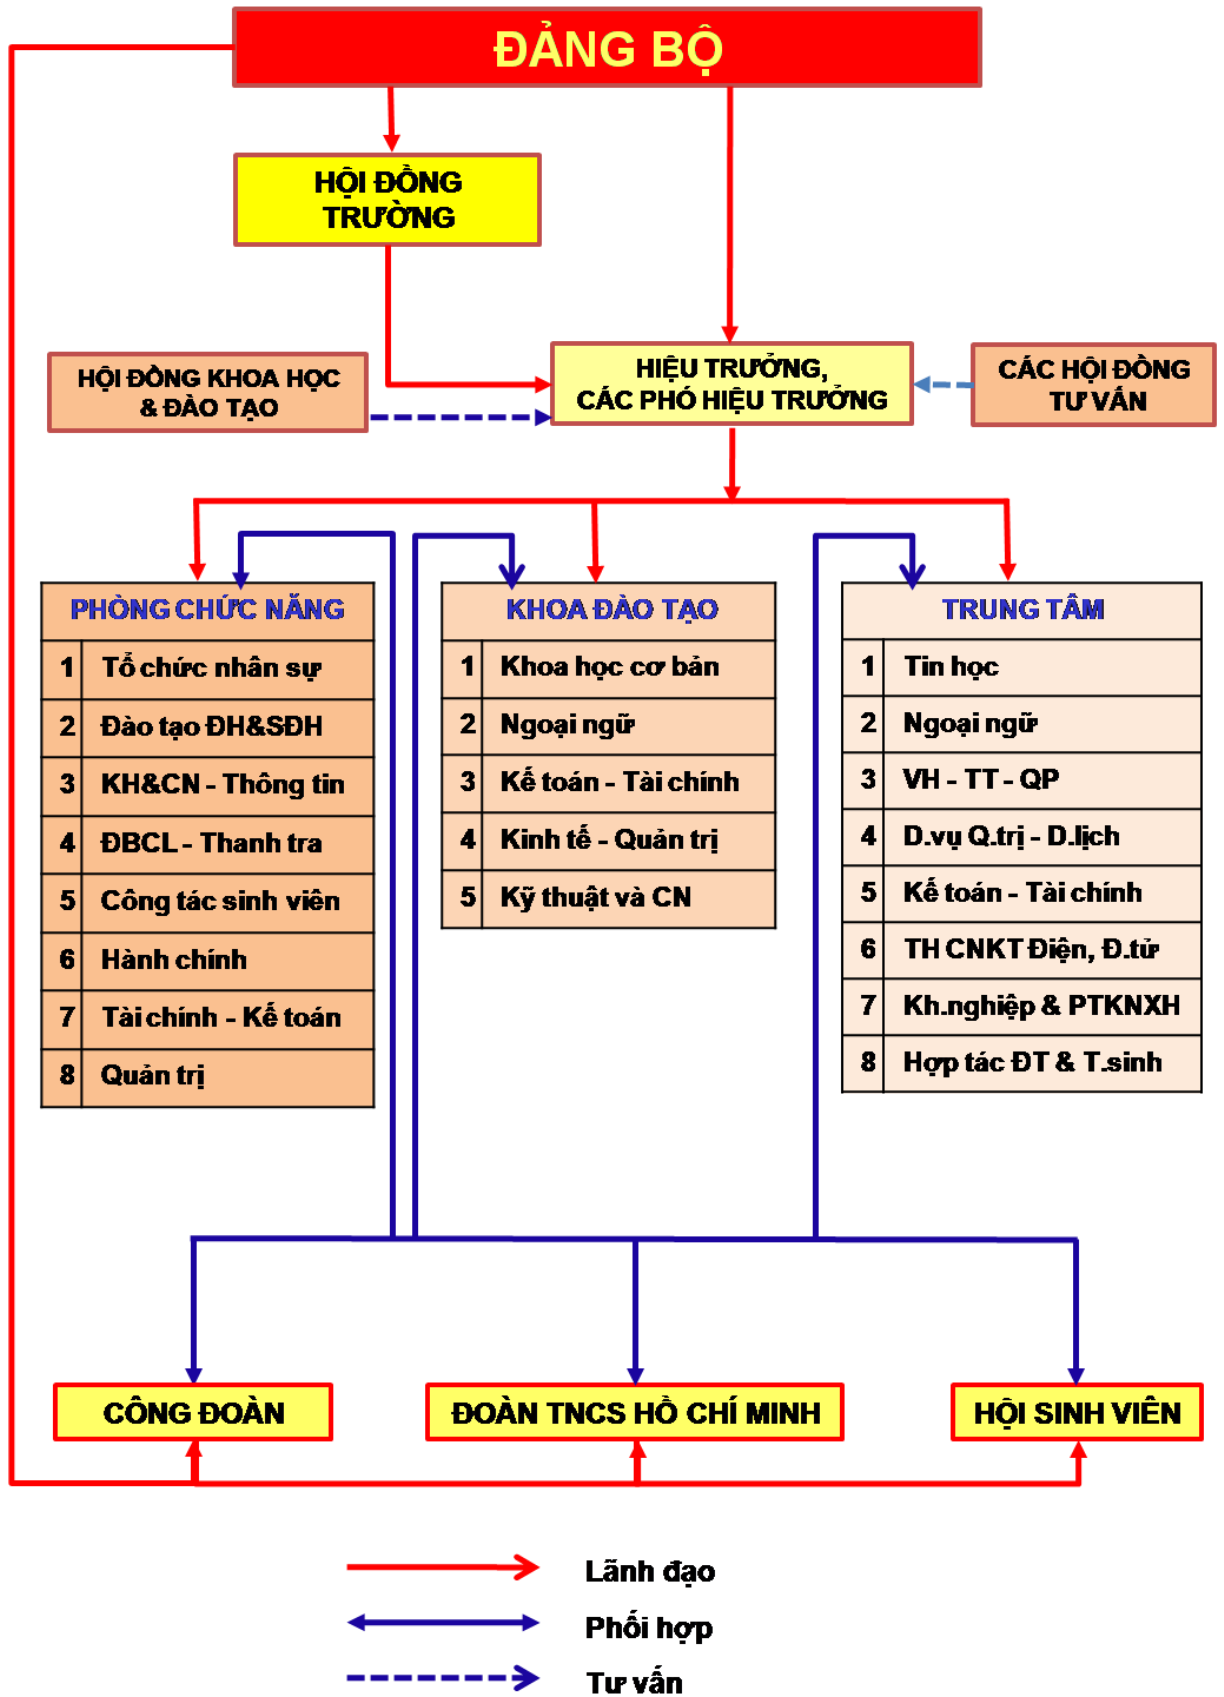 ĐẢNG BỘ
HỘI ĐỒNG
TRƯỜNG
HỘI ĐỒNG KHOA HỌC
& ĐÀO TẠO
HIỆU TRƯỞNG,
CÁC PHÓ HIỆU TRƯỞNG
CÁC HỘI ĐỒNG
TƯ VẤN
PHÒNG CHỨC NĂNG
1 Tổ chức nhân sự
2 Đào tạo ĐH&SĐH
3 KH&CN - Thông tin
4 ĐBCL - Thanh tra
5 Công tác sinh viên
6 Hành chính
7 Tài chính - Kế toán
8 Quản trị
KHOA ĐÀO TẠO
1 Khoa học cơ bản
2 Ngoại ngữ
3 Kế toán - Tài chính
4 Kinh tế - Quản trị
5 Kỹ thuật và CN
TRUNG TÂM
1 Tin học
2 Ngoại ngữ
3 VH - TT - QP
4 D.vụ Q.trị - D.lịch
5 Kế toán - Tài chính
6 TH CNKT Điện, Đ.tử
7 Kh.nghiệp & PTKNXH
8 Hợp tác ĐT & T.sinh
CÔNG ĐOÀN
ĐOÀN TNCS HỒ CHÍ MINH
HỘI SINH VIÊN
Lãnh đạo
Phối hợp
Tư vấn